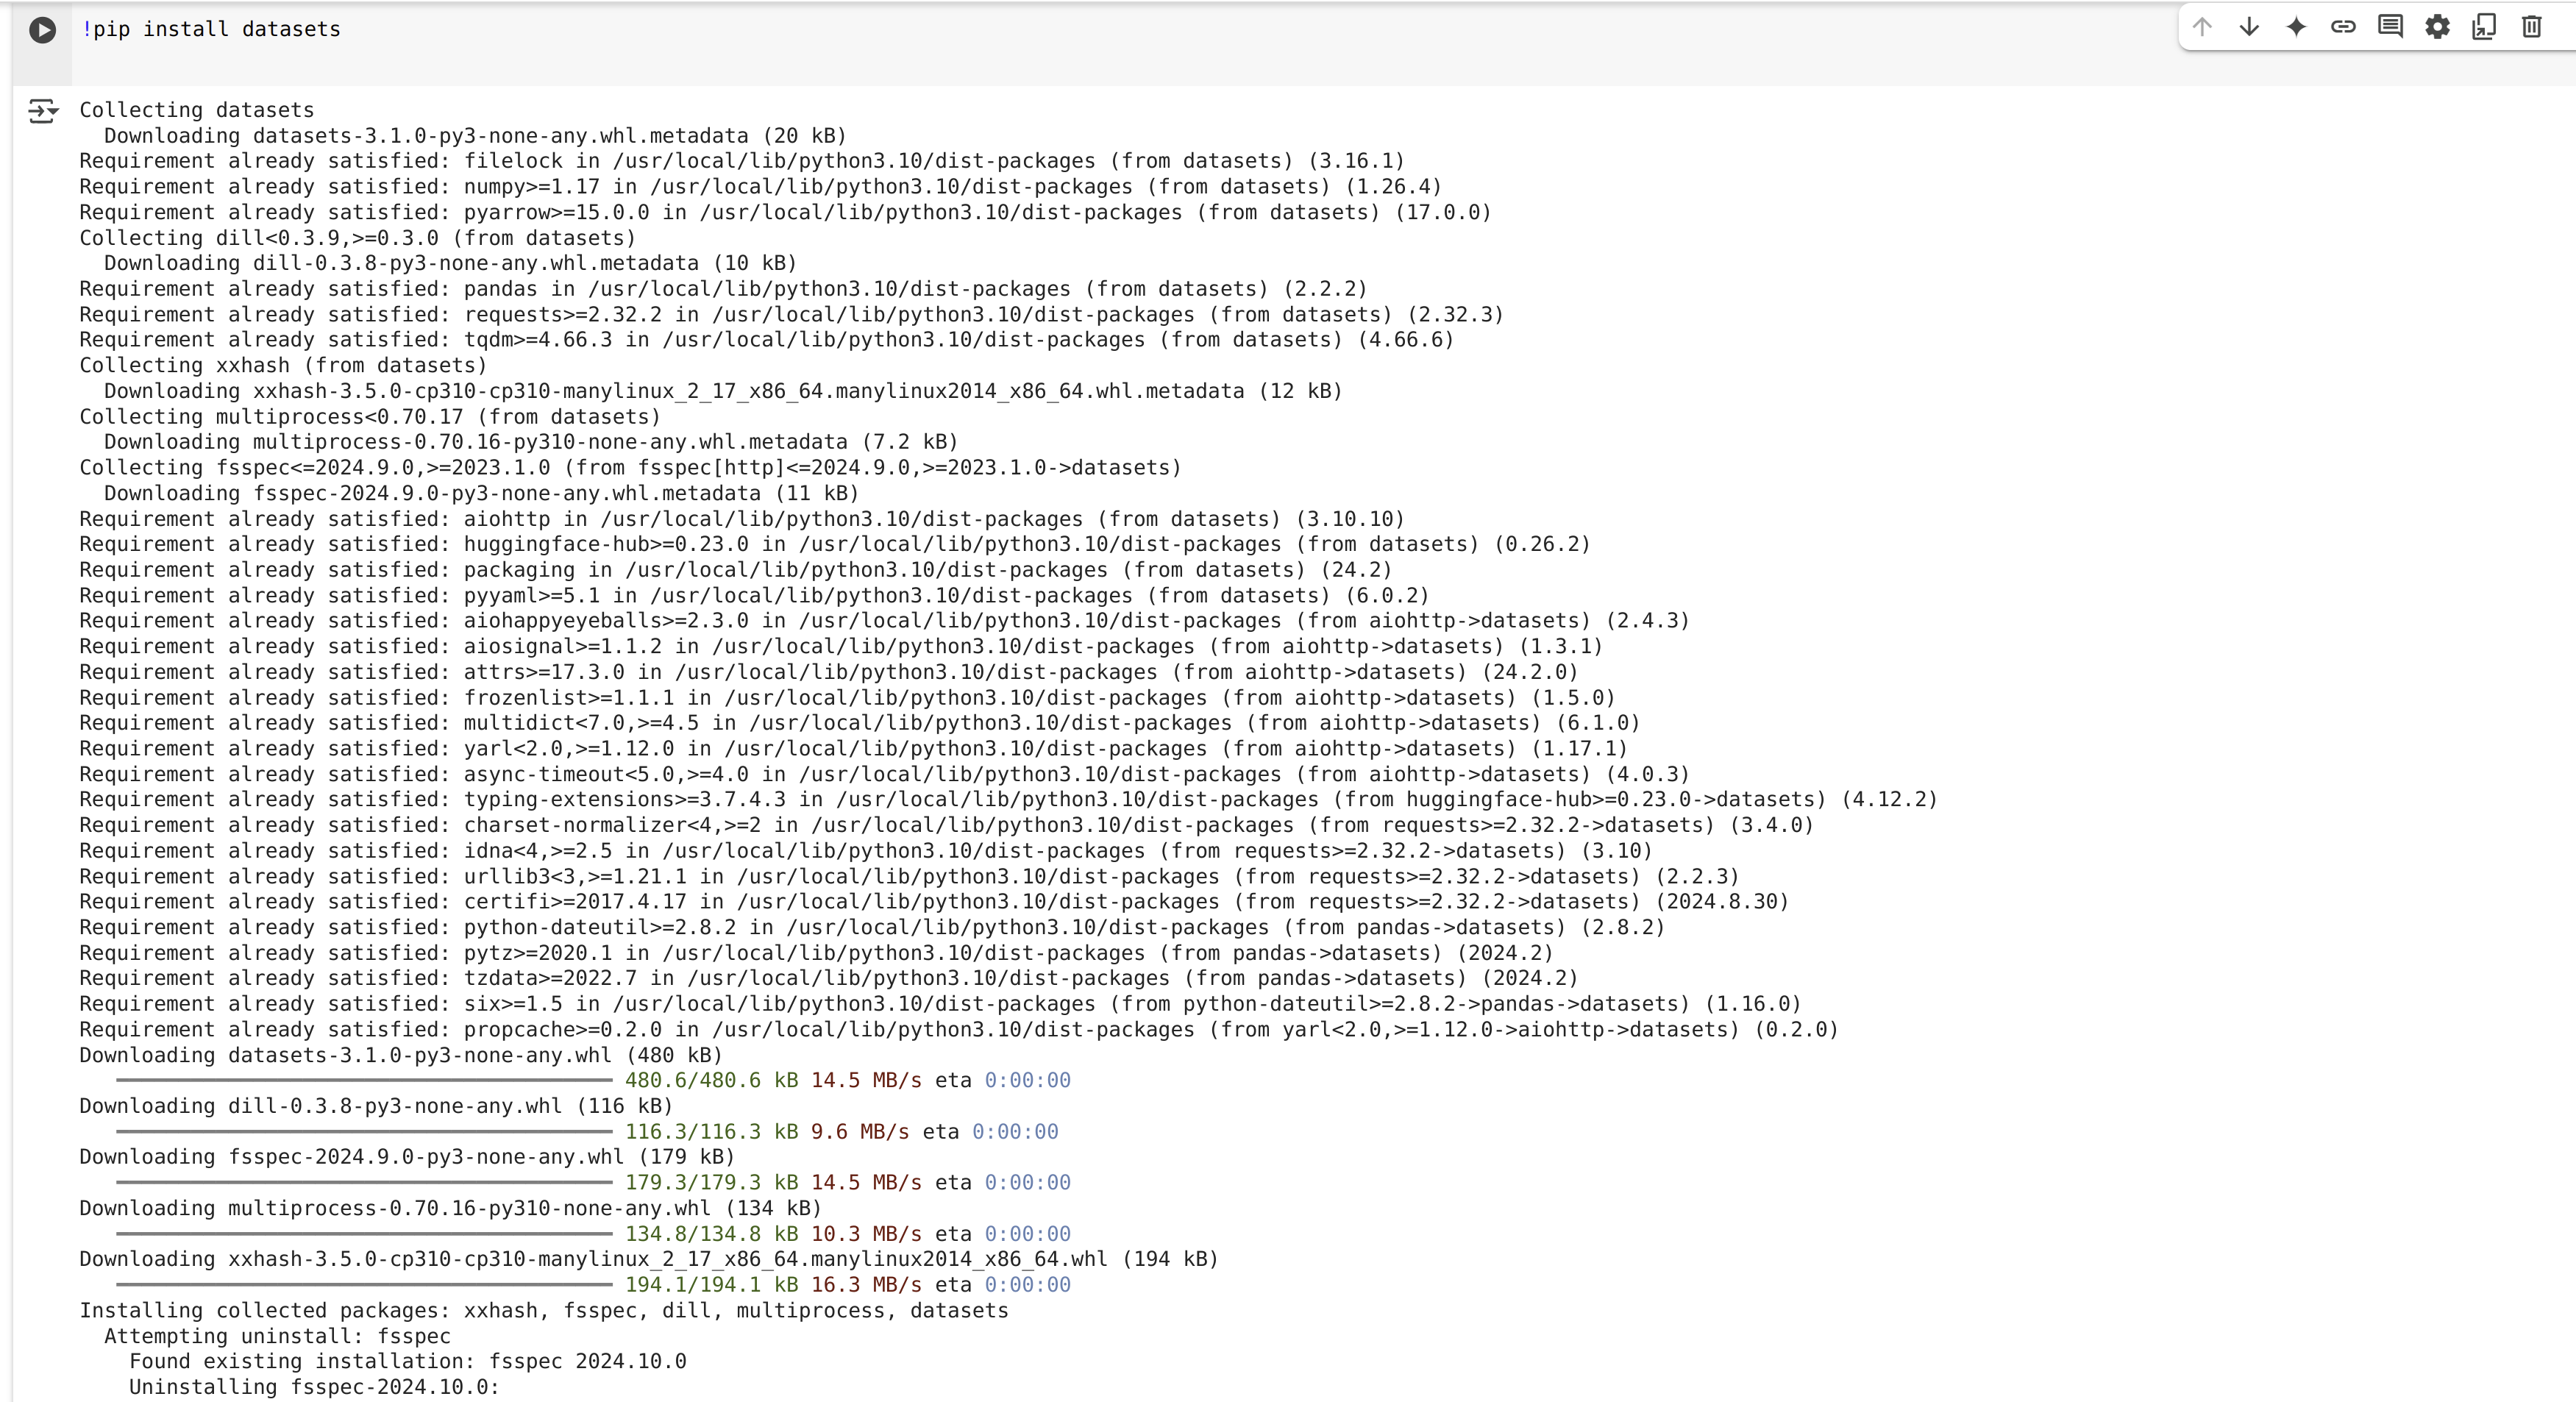 !pip install datasets
Collecting datasets
  Downloading datasets-3.1.0-py3-none-any.whl.metadata (20 kB)
Requirement already satisfied: filelock in /usr/local/lib/python3.10/dist-packages (from datasets) (3.16.1)
Requirement already satisfied: numpy>=1.17 in /usr/local/lib/python3.10/dist-packages (from datasets) (1.26.4)
Requirement already satisfied: pyarrow>=15.0.0 in /usr/local/lib/python3.10/dist-packages (from datasets) (17.0.0)
Collecting dill<0.3.9,>=0.3.0 (from datasets)
  Downloading dill-0.3.8-py3-none-any.whl.metadata (10 kB)
Requirement already satisfied: pandas in /usr/local/lib/python3.10/dist-packages (from datasets) (2.2.2)
Requirement already satisfied: requests>=2.32.2 in /usr/local/lib/python3.10/dist-packages (from datasets) (2.32.3)
Requirement already satisfied: tqdm>=4.66.3 in /usr/local/lib/python3.10/dist-packages (from datasets) (4.66.6)
Collecting xxhash (from datasets)
  Downloading xxhash-3.5.0-cp310-cp310-manylinux_2_17_x86_64.manylinux2014_x86_64.whl.metadata (12 kB)
Collecting multiprocess<0.70.17 (from datasets)
  Downloading multiprocess-0.70.16-py310-none-any.whl.metadata (7.2 kB)
Collecting fsspec<=2024.9.0,>=2023.1.0 (from fsspec[http]<=2024.9.0,>=2023.1.0->datasets)
  Downloading fsspec-2024.9.0-py3-none-any.whl.metadata (11 kB)
Requirement already satisfied: aiohttp in /usr/local/lib/python3.10/dist-packages (from datasets) (3.10.10)
Requirement already satisfied: huggingface-hub>=0.23.0 in /usr/local/lib/python3.10/dist-packages (from datasets) (0.26.2)
Requirement already satisfied: packaging in /usr/local/lib/python3.10/dist-packages (from datasets) (24.2)
Requirement already satisfied: pyyaml>=5.1 in /usr/local/lib/python3.10/dist-packages (from datasets) (6.0.2)
Requirement already satisfied: aiohappyeyeballs>=2.3.0 in /usr/local/lib/python3.10/dist-packages (from aiohttp->datasets) (2.4.3)
Requirement already satisfied: aiosignal>=1.1.2 in /usr/local/lib/python3.10/dist-packages (from aiohttp->datasets) (1.3.1)
Requirement already satisfied: attrs>=17.3.0 in /usr/local/lib/python3.10/dist-packages (from aiohttp->datasets) (24.2.0)
Requirement already satisfied: frozenlist>=1.1.1 in /usr/local/lib/python3.10/dist-packages (from aiohttp->datasets) (1.5.0)
Requirement already satisfied: multidict<7.0,>=4.5 in /usr/local/lib/python3.10/dist-packages (from aiohttp->datasets) (6.1.0)
Requirement already satisfied: yarl<2.0,>=1.12.0 in /usr/local/lib/python3.10/dist-packages (from aiohttp->datasets) (1.17.1)
Requirement already satisfied: async-timeout<5.0,>=4.0 in /usr/local/lib/python3.10/dist-packages (from aiohttp->datasets) (4.0.3)
Requirement already satisfied: typing-extensions>=3.7.4.3 in /usr/local/lib/python3.10/dist-packages (from huggingface-hub>=0.23.0->datasets) (4.12.2)
Requirement already satisfied: charset-normalizer<4,>=2 in /usr/local/lib/python3.10/dist-packages (from requests>=2.32.2->datasets) (3.4.0)
Requirement already satisfied: idna<4,>=2.5 in /usr/local/lib/python3.10/dist-packages (from requests>=2.32.2->datasets) (3.10)
Requirement already satisfied: urllib3<3,>=1.21.1 in /usr/local/lib/python3.10/dist-packages (from requests>=2.32.2->datasets) (2.2.3)
Requirement already satisfied: certifi>=2017.4.17 in /usr/local/lib/python3.10/dist-packages (from requests>=2.32.2->datasets) (2024.8.30)
Requirement already satisfied: python-dateutil>=2.8.2 in /usr/local/lib/python3.10/dist-packages (from pandas->datasets) (2.8.2)
Requirement already satisfied: pytz>=2020.1 in /usr/local/lib/python3.10/dist-packages (from pandas->datasets) (2024.2)
Requirement already satisfied: tzdata>=2022.7 in /usr/local/lib/python3.10/dist-packages (from pandas->datasets) (2024.2)
Requirement already satisfied: six>=1.5 in /usr/local/lib/python3.10/dist-packages (from python-dateutil>=2.8.2->pandas->datasets) (1.16.0)
Requirement already satisfied: propcache>=0.2.0 in /usr/local/lib/python3.10/dist-packages (from yarl<2.0,>=1.12.0->aiohttp->datasets) (0.2.0)
Downloading datasets-3.1.0-py3-none-any.whl (480 kB)
480.6/480.6 kB 14.5 MB/s eta 0:00:00
Downloading dill-0.3.8-py3-none-any.whl (116 kB)
116.3/116.3 kB 9.6 MB/s eta 0:00:00
Downloading fsspec-2024.9.0-py3-none-any.whl (179 kB)
179.3/179.3 kB 14.5 MB/s eta 0:00:00
Downloading multiprocess-0.70.16-py310-none-any.whl (134 kB)
134.8/134.8 kB 10.3 MB/s eta 0:00:00
Downloading xxhash-3.5.0-cp310-cp310-manylinux_2_17_x86_64.manylinux2014_x86_64.whl (194 kB)
194.1/194.1 kB 16.3 MB/s eta 0:00:00
Installing collected packages: xxhash, fsspec, dill, multiprocess, datasets
  Attempting uninstall: fsspec
    Found existing installation: fsspec 2024.10.0
    Uninstalling fsspec-2024.10.0: